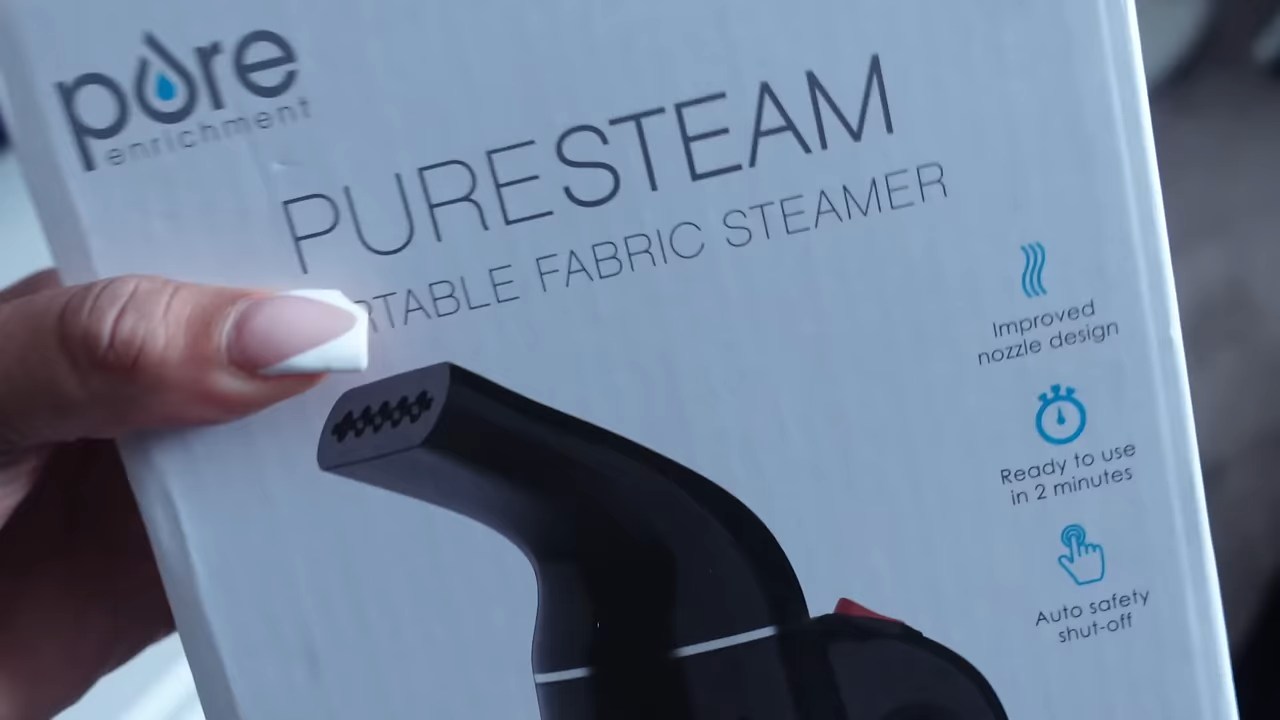 pure
enrichment
PURESTEAM
RTABLE FABRIC STEAMER
Improved
nozzle design
Ready to use
in 2 minutes
Auto safety
shut-off